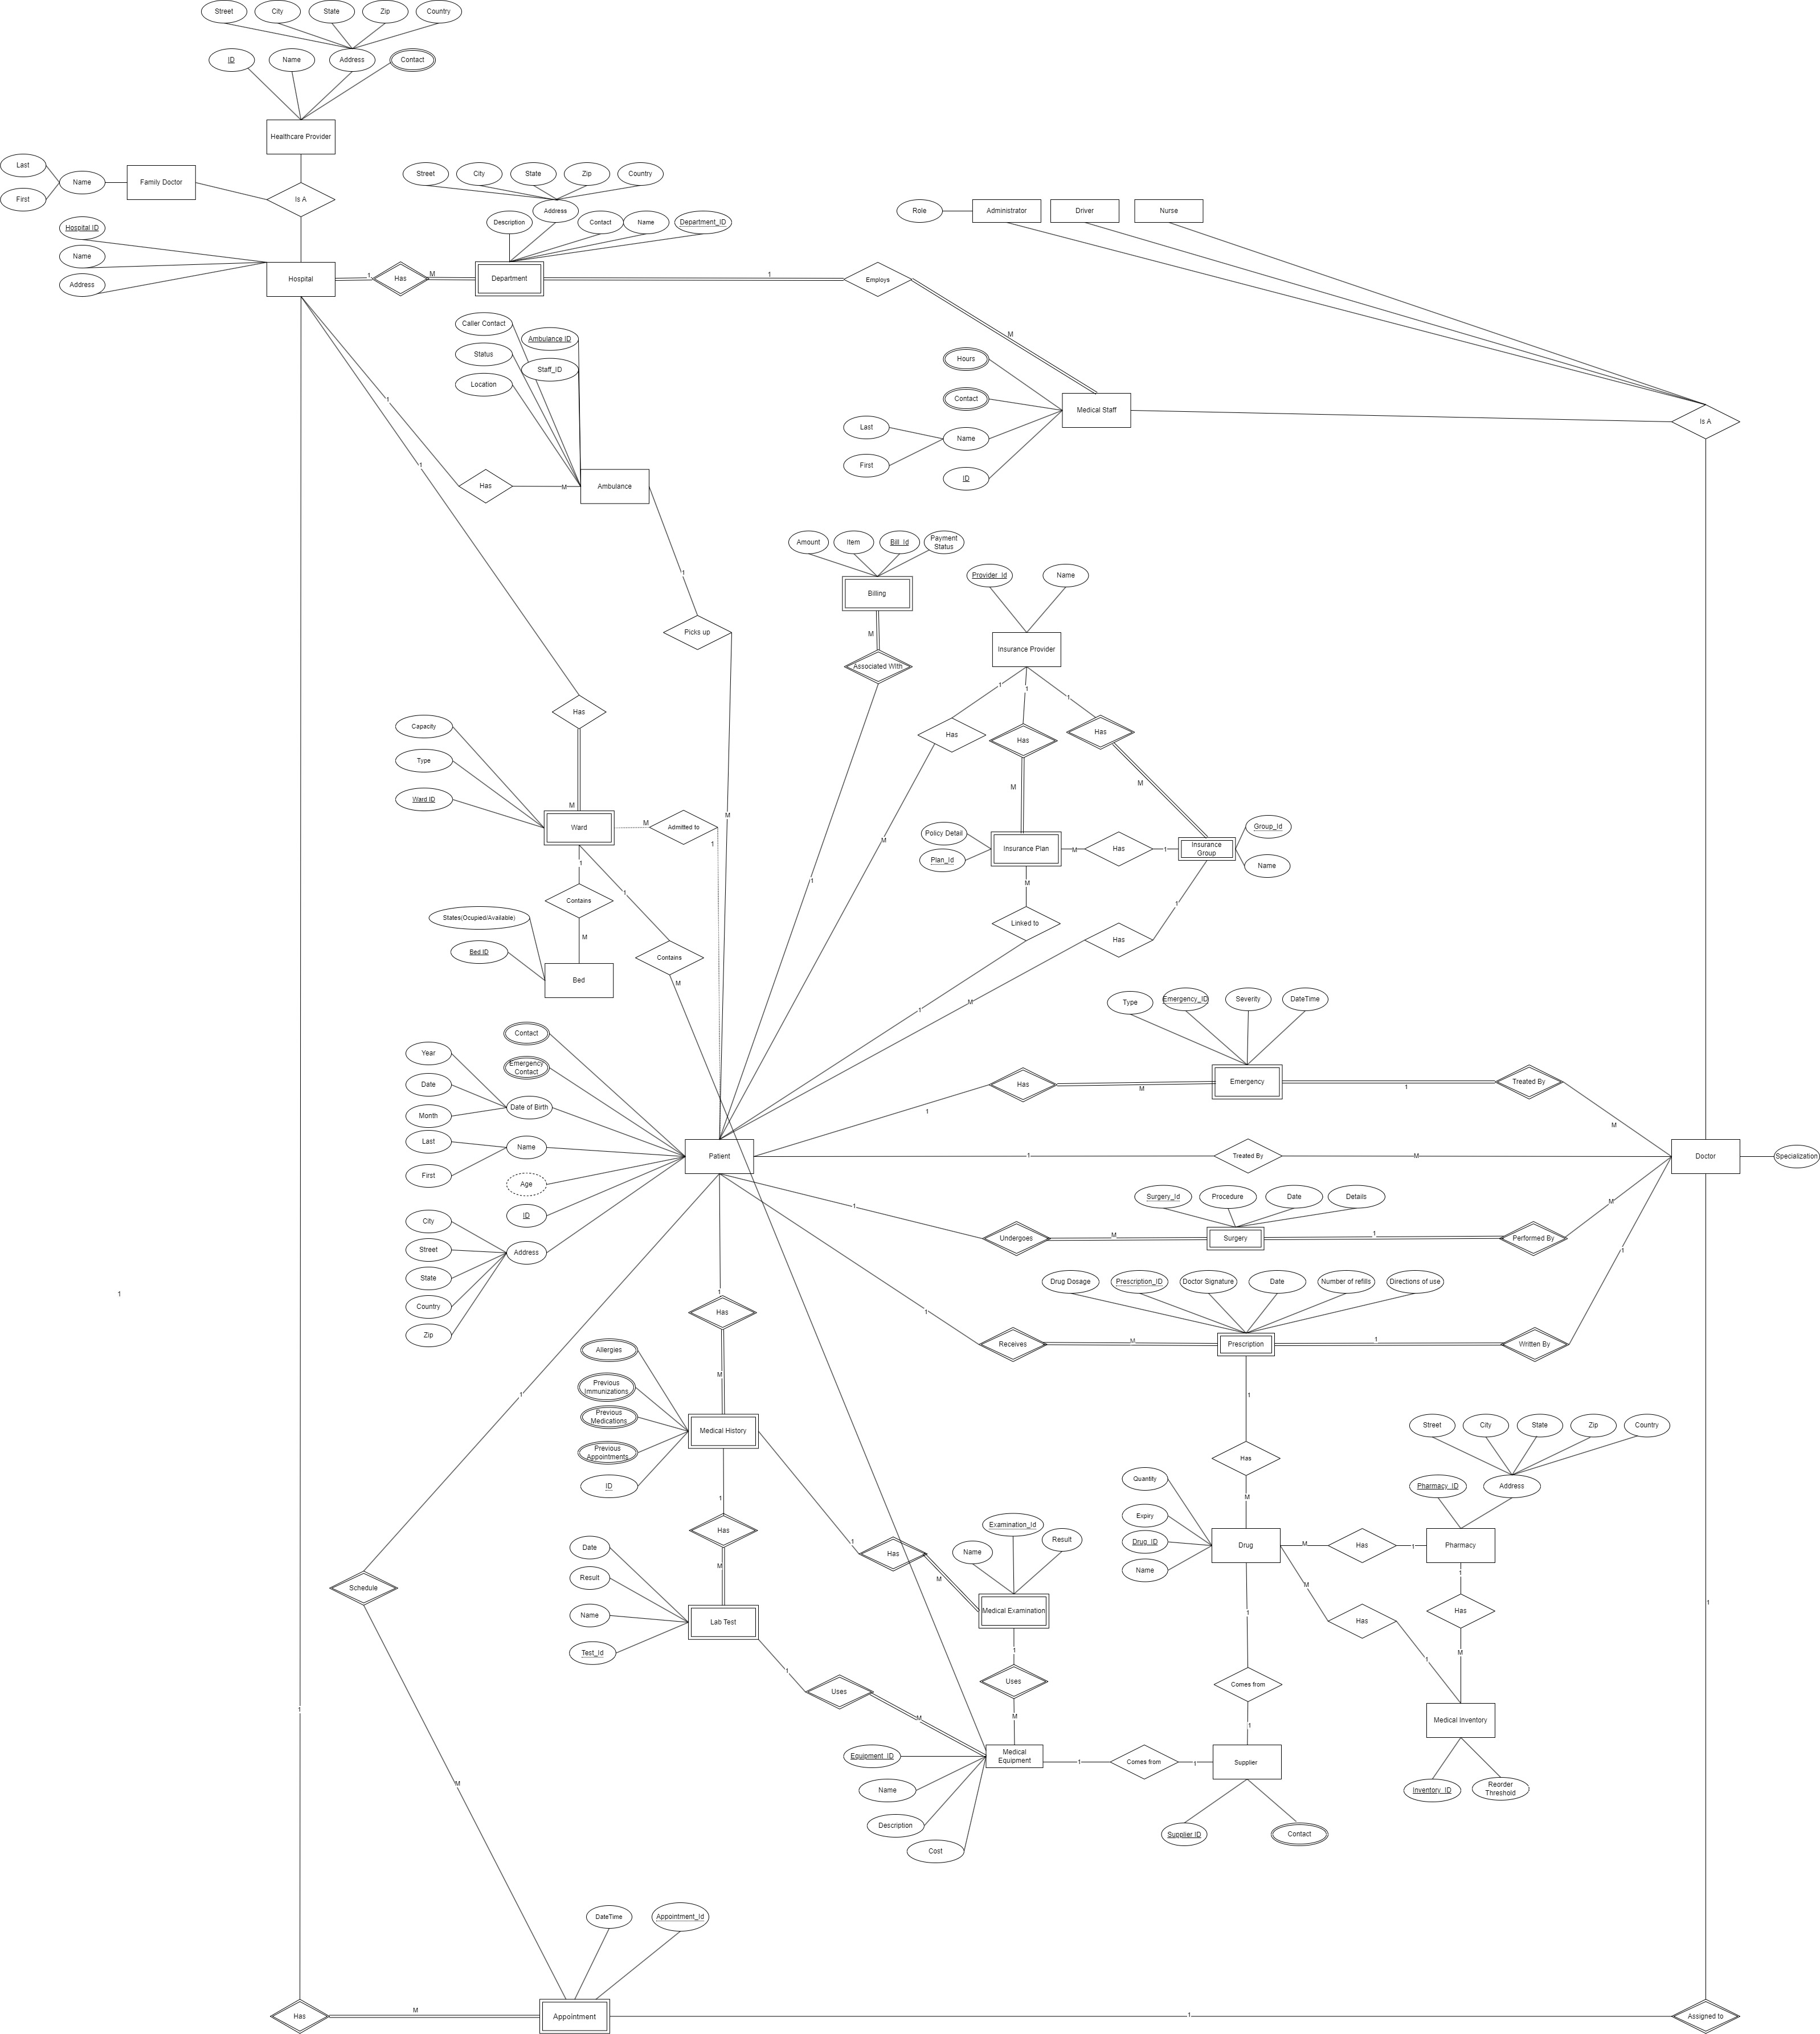 Street
City
State
Zip
Country
ID
Name
Address
Contact
Healthcare Provider
Last
First
Name
Family Doctor
Is A
Hospital ID
Name
Address
Hospital
1
Has
M
Street
City
State
Zip
Country
Address
Description
Contact
Name
Department_ID
Department
1
Employs
M
Role
Administrator
Driver
Nurse
Hours
Contact
Last
Name
First
ID
Medical Staff
Is A
Caller Contact
Ambulance ID
Status
Staff_ID
Location
1
1
Has
M
Ambulance
1
Picks up
M
Amount
Item
Bill_Id
Payment
Status
Billing
M
Associated With
1
Provider_Id
Name
Insurance Provider
1
1
1
Has
Has
Has
M
M
M
Has
M
Capacity
Type
Ward ID
Ward
M
Admitted to
1
1
Contains
M
1
Contains
M
States(Ocupied/Available)
Bed ID
Bed
Policy Detail
Plan_Id
Insurance Plan
M
Has
1
Insurance
Group
Group_Id
Name
M
Linked to
1
1
Has
M
Type
Emergency_ID
Severity
DateTime
1
Has
M
Emergency
1
Treated By
M
Contact
Emergency
Contact
Year
Date
Month
Date of Birth
Last
First
Name
Age
ID
City
Street
State
Country
Zip
Address
Patient
1
Treated By
M
Doctor
Specialization
Surgery_Id
Procedure
Date
Details
1
Undergoes
M
Surgery
1
Performed By
M
Drug Dosage
Prescription_ID
Doctor Signature
Date
Number of refills
Directions of use
1
Receives
M
Prescription
1
Written By
1
1
1
Has
M
Allergies
Previous
Immunizations
Previous
Medications
Previous
Appointments
ID
Medical History
1
Has
M
1
Has
M
Date
Result
Name
Test_Id
Lab Test
1
Uses
M
Name
Examination_Id
Result
Medical Examination
1
Uses
M
Equipment_ID
Name
Description
Cost
Medical
Equipment
1
Comes from
1
Supplier
Supplier ID
Contact
1
Has
M
Quantity
Expiry
Drug_ID
Name
Drug
1
Comes from
1
M
Has
1
M
Has
1
Street
City
State
Zip
Country
Pharmacy_ID
Address
Pharmacy
1
Has
M
Medical Inventory
Inventory_ID
Reorder
Threshold
1
Schedule
M
1
Has
M
DateTime
Appointment_Id
Appointment
1
Assigned to
1